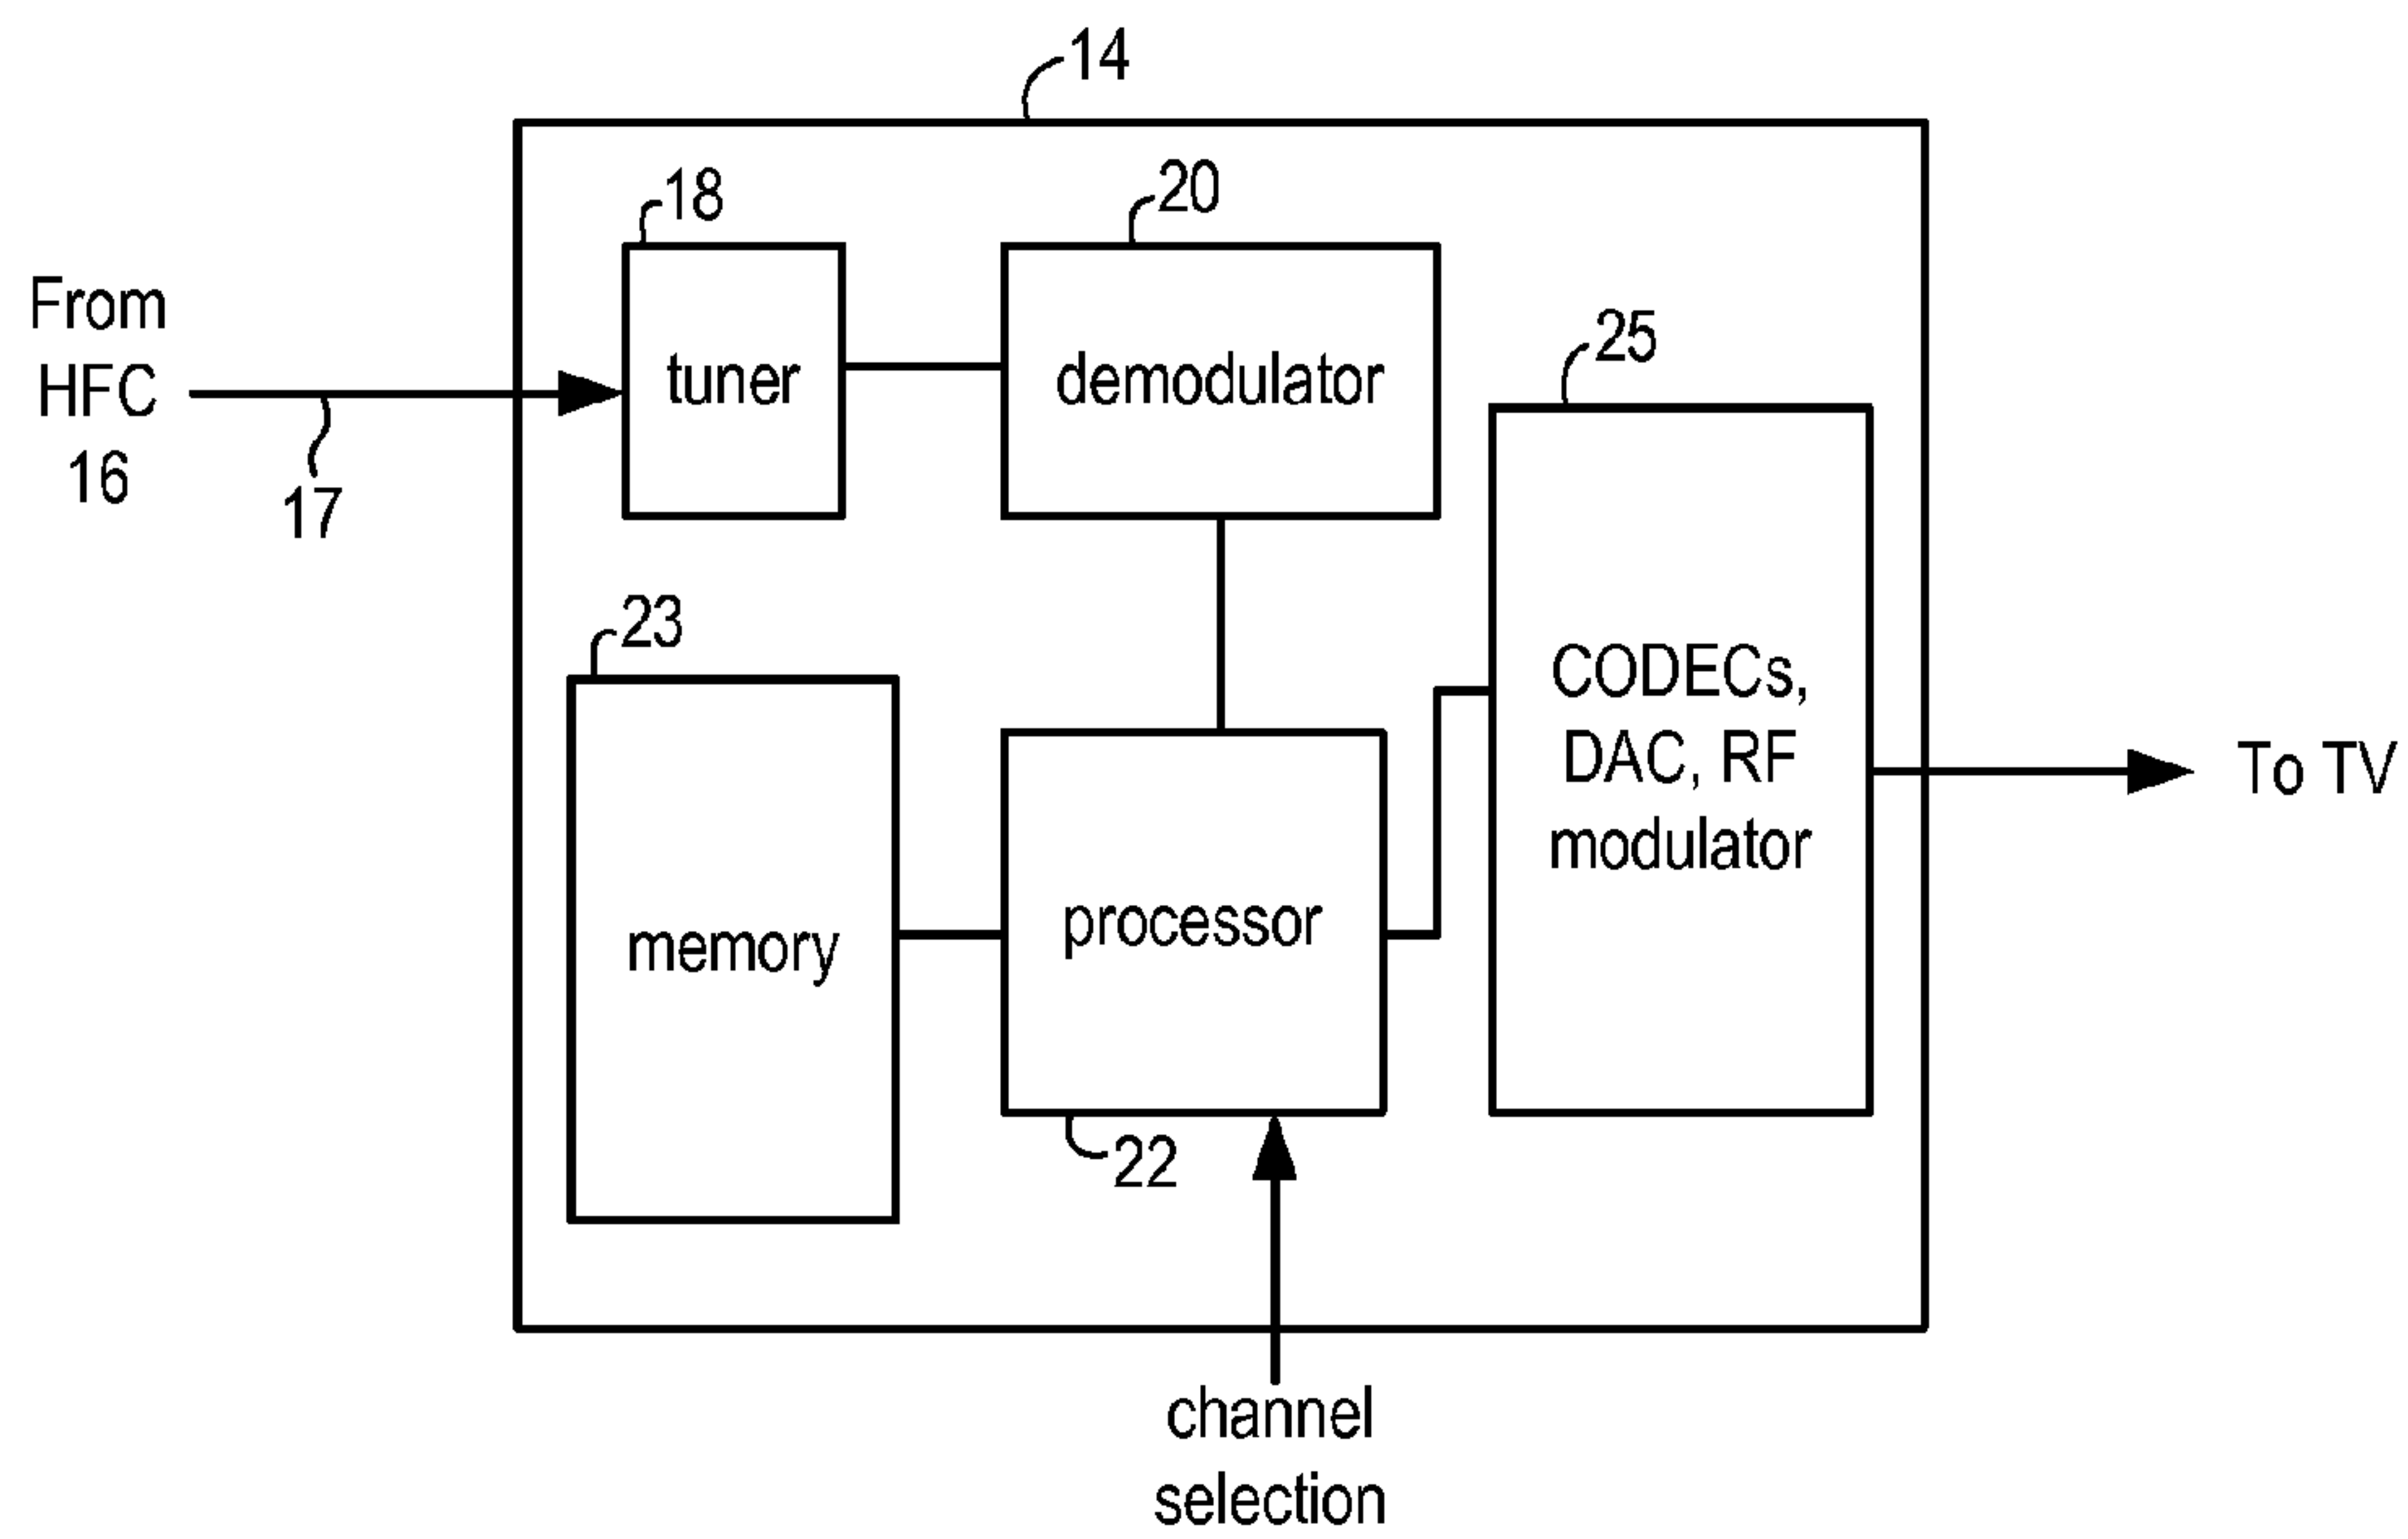 14
18
20
From
HFC
16
17
tuner
demodulator
25
23
CODECs,
DAC, RF
modulator
To TV
memory
processor
22
channel
selection